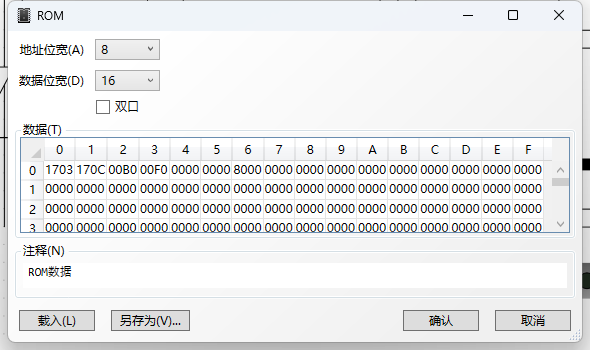 ROM
地址位宽(A) 8
数据位宽(D) 16
双口
数据(T)
0 1 2 3 4 5 6 7 8 9 A B C D E F
0 1703 170C 00B0 00F0 0000 0000 8000 0000 0000 0000 0000 0000 0000 0000 0000 0000
1 0000 0000 0000 0000 0000 0000 0000 0000 0000 0000 0000 0000 0000 0000 0000 0000
2 0000 0000 0000 0000 0000 0000 0000 0000 0000 0000 0000 0000 0000 0000 0000 0000
3 0000 0000 0000 0000 0000 0000 0000 0000 0000 0000 0000 0000 0000 0000 0000 0000
注释(N)
ROM数据
载入(L) 另存为(V)... 确认 取消